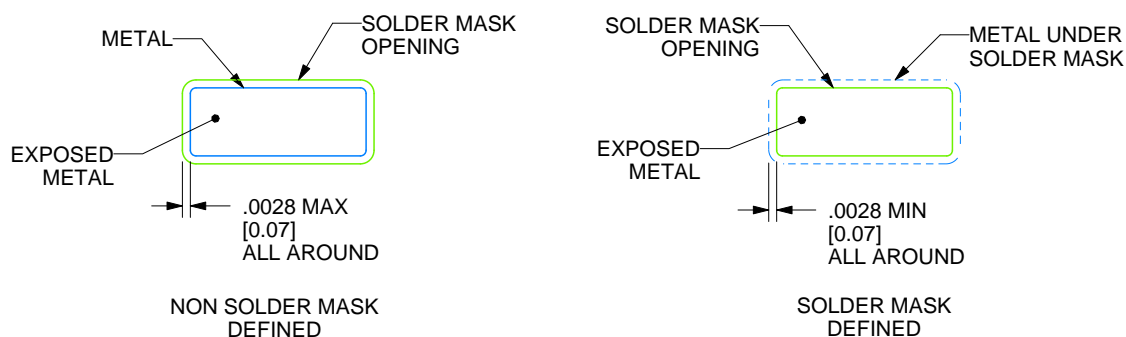 METAL
SOLDER MASK
OPENING
EXPOSED
METAL
.0028 MAX
[0.07]
ALL AROUND
NON SOLDER MASK
DEFINED
SOLDER MASK
OPENING
METAL UNDER
SOLDER MASK
EXPOSED
METAL
.0028 MIN
[0.07]
ALL AROUND
SOLDER MASK
DEFINED